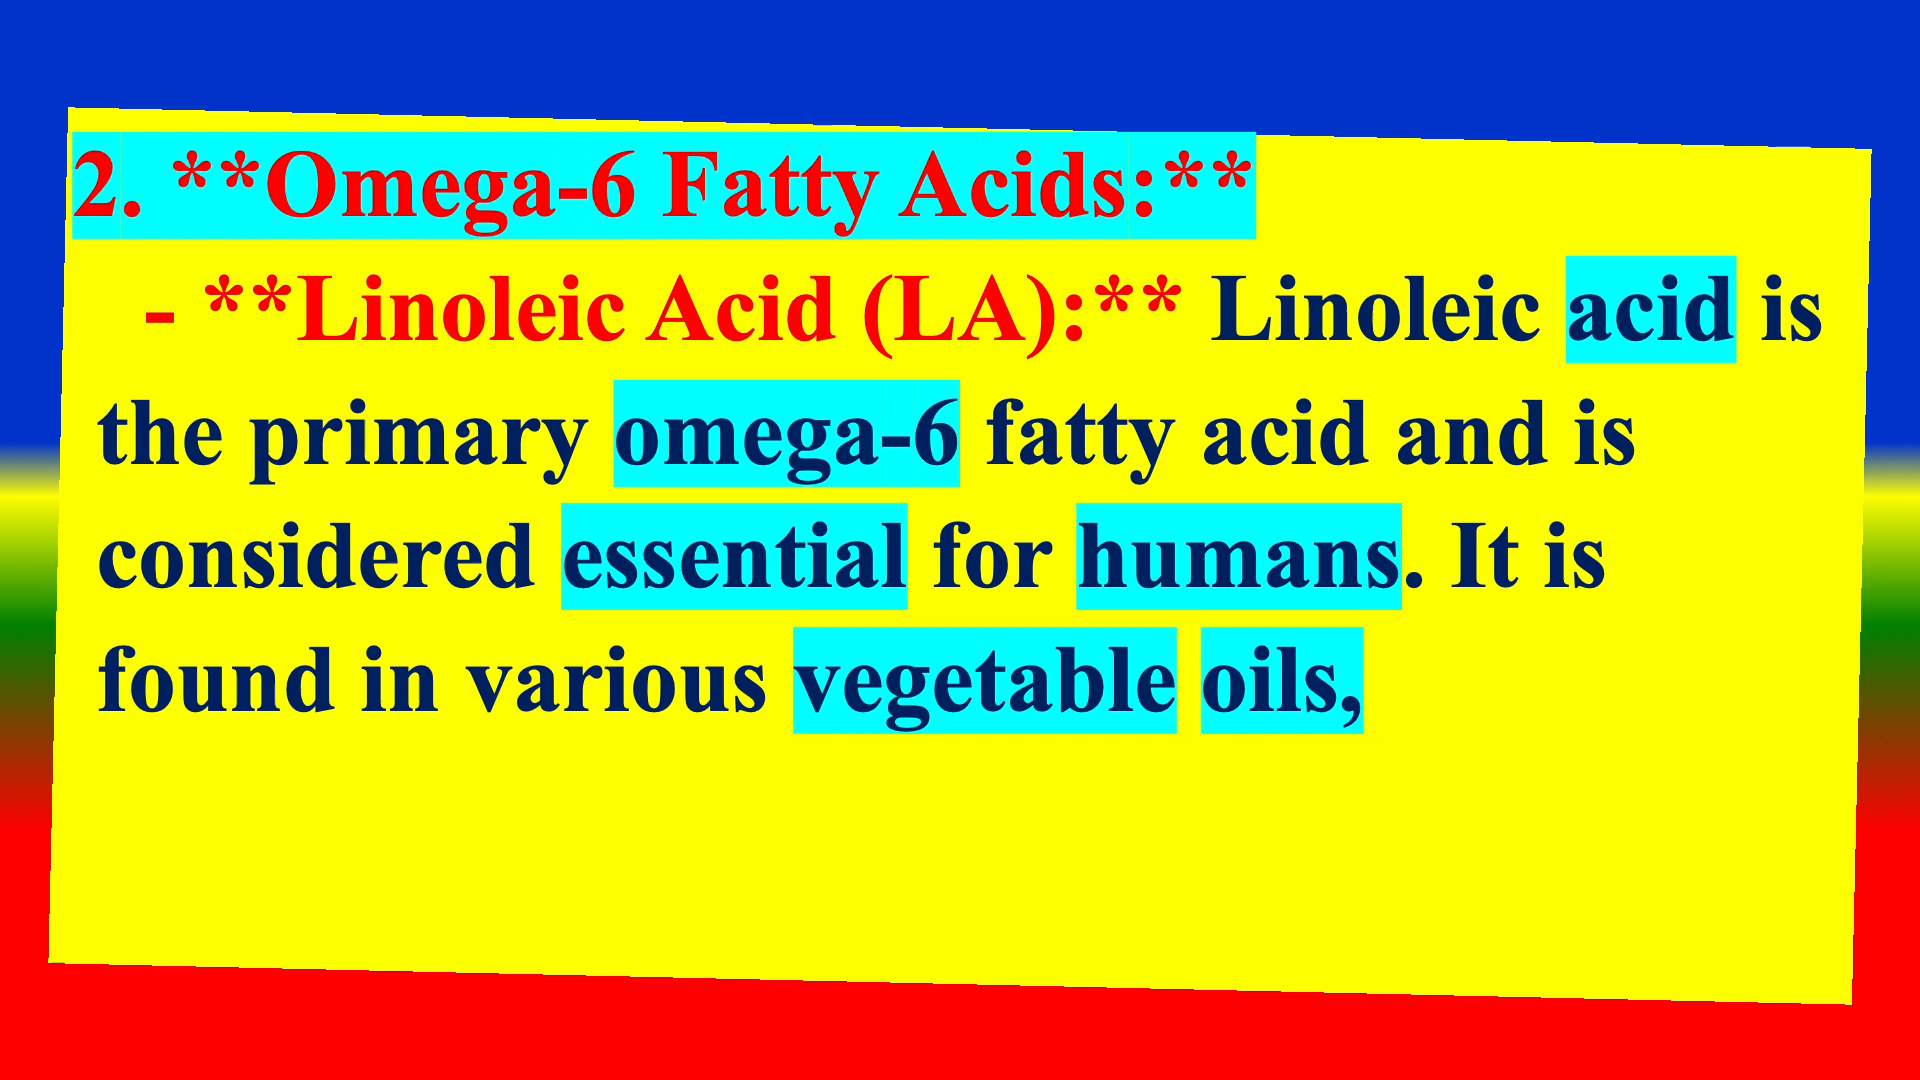 2. **Omega-6 Fatty Acids:**
- **Linoleic Acid (LA):** Linoleic acid is
the primary omega-6 fatty acid and is
considered essential for humans. It is
found in various vegetable oils,